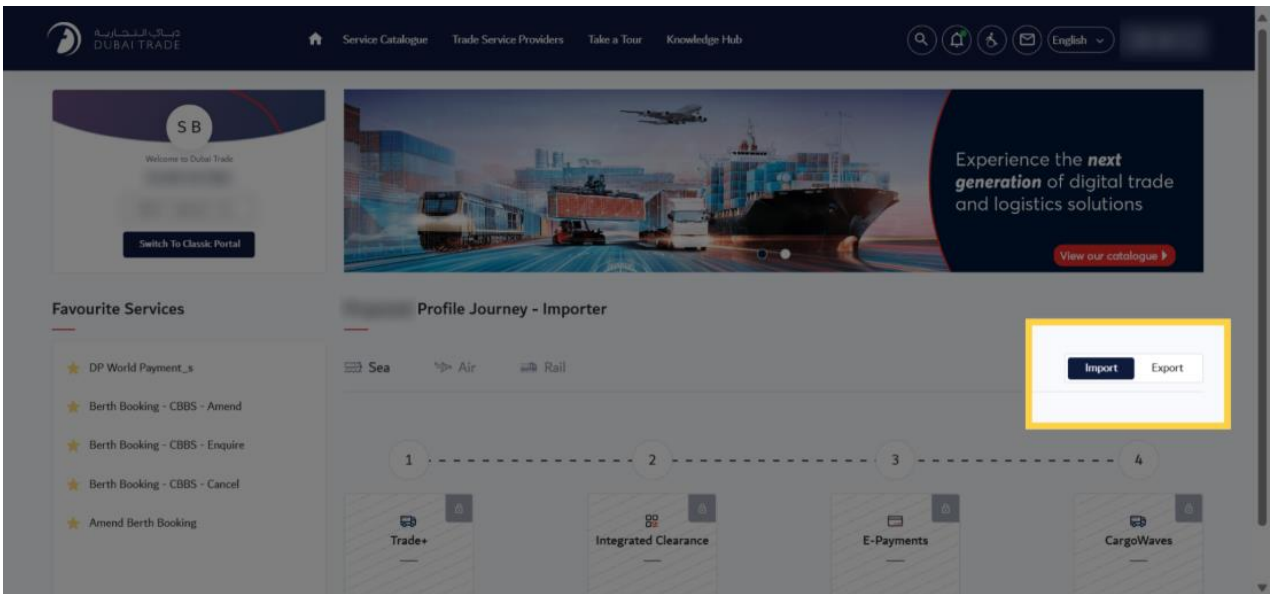 دبي التجارية
DUBAI TRADE
Service Catalogue
Trade Service Providers
Take a Tour
Knowledge Hub
English
S B
Welcome to Dubai Trade
Switch To Classic Portal
Experience the next
generation of digital trade
and logistics solutions
View our catalogue
Favourite Services
DP World Payment_s
Berth Booking - CBBS - Amend
Berth Booking - CBBS - Enquire
Berth Booking - CBBS - Cancel
Amend Berth Booking
Profile Journey - Importer
Sea
Air
Rail
Import
Export
1
2
3
4
Trade+
Integrated Clearance
E-Payments
CargoWaves